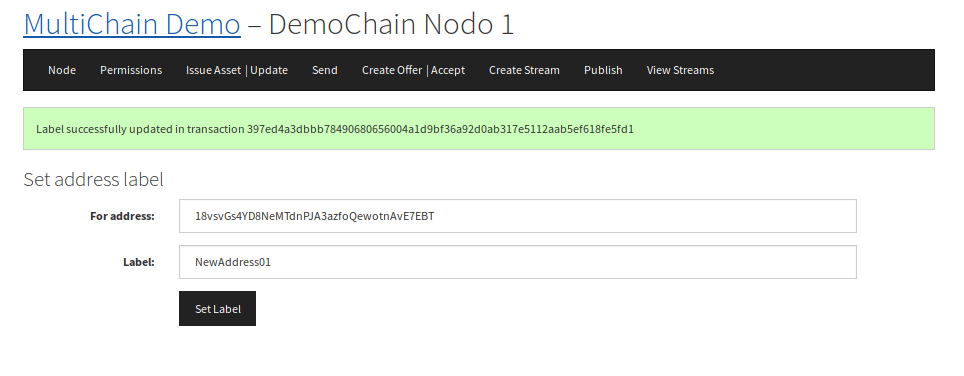 MultiChain Demo – DemoChain Nodo 1
Node Permissions Issue Asset | Update Send Create Offer | Accept Create Stream Publish View Streams
Label successfully updated in transaction 397ed4a3dbbb78490680656004a1d9bf36a92d0ab317e5112aab5ef618fe5fd1
Set address label
For address: 18vsvGs4YD8NeMTdnPJA3azfoQewotnAvE7EBT
Label: NewAddress01
Set Label